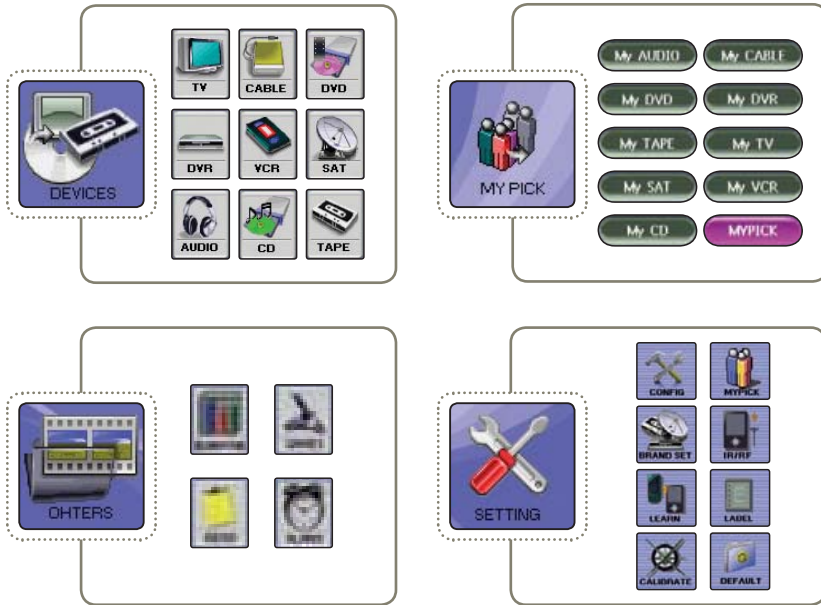 DEVICES
TV CABLE DVD
DVR VCR SAT
AUDIO CD TAPE
MY PICK
My AUDIO My CABLE
My DVD My DVR
My TAPE My TV
My SAT My VCR
My CD MYPICK
OHTERS
SETTING
CONFIG MYPICK
BRAND SET IR/RF
LEARN LABEL
CALIBRATE DEFAULT